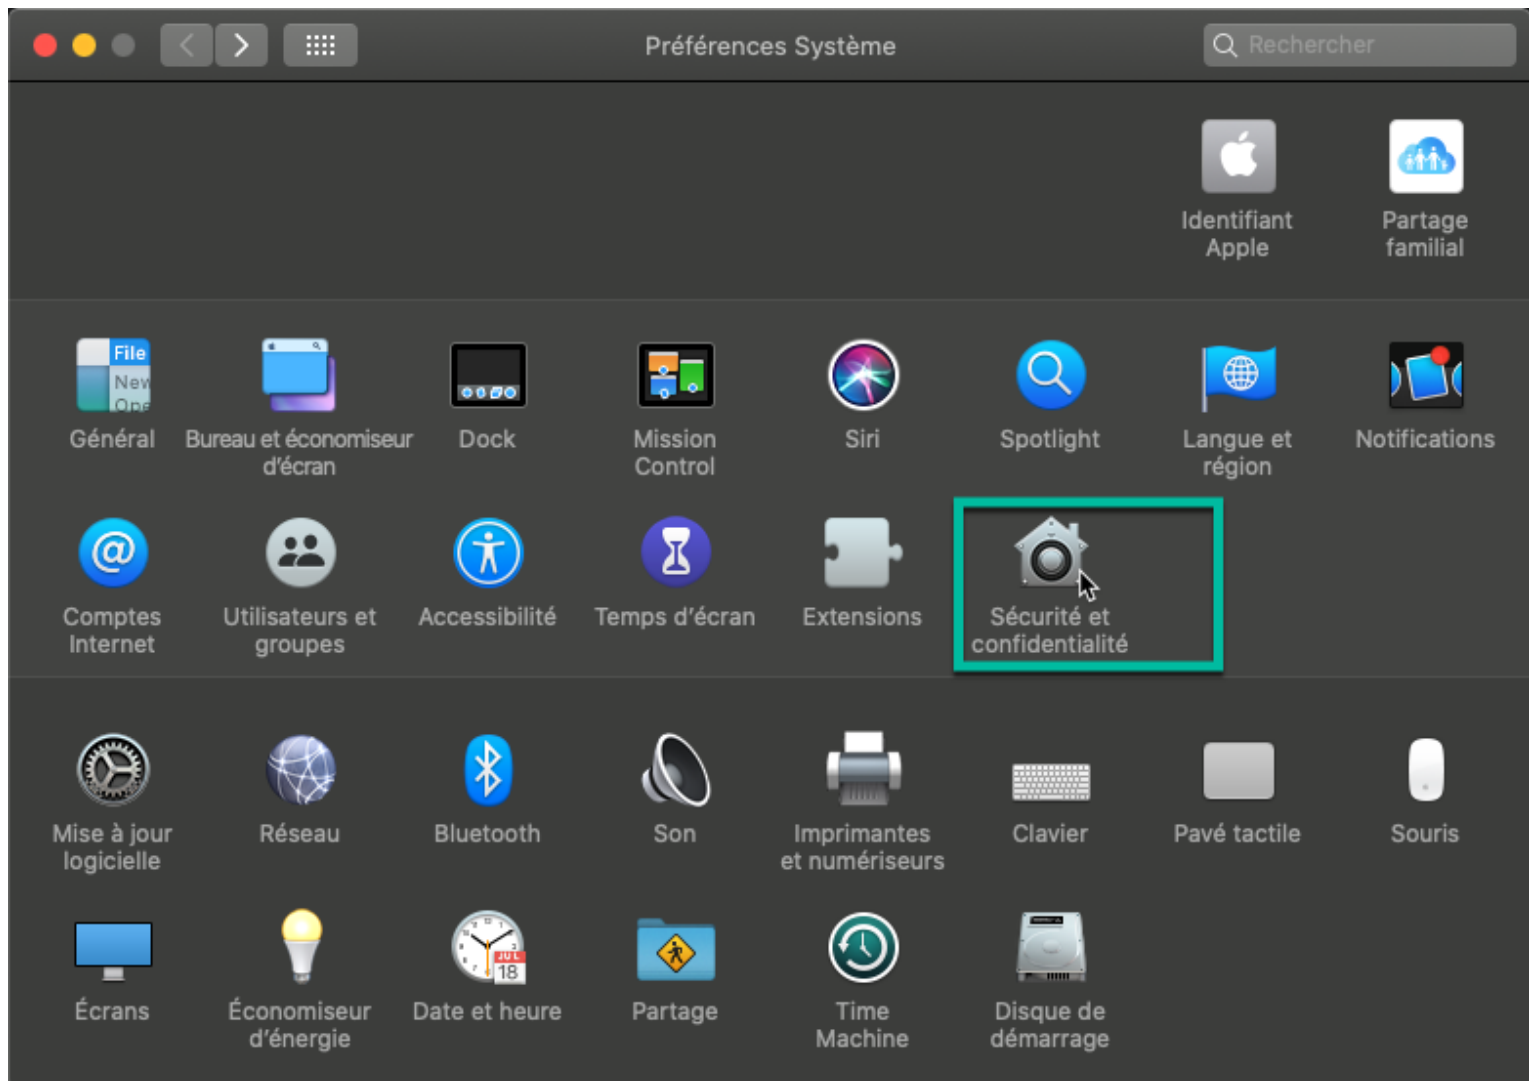 Préférences Système
Rechercher
Identifiant
Apple
Partage
familial
File
New
Ope
Général
Bureau et économiseur
d'écran
Dock
Mission
Control
Siri
Spotlight
Langue et
région
Notifications
Comptes
Internet
Utilisateurs et
groupes
Accessibilité
Temps d'écran
Extensions
Sécurité et
confidentialité
Mise à jour
logicielle
Réseau
Bluetooth
Son
Imprimantes
et numériseurs
Clavier
Pavé tactile
Souris
Écrans
Économiseur
d'énergie
JUL
18
Date et heure
Partage
Time
Machine
Disque de
démarrage